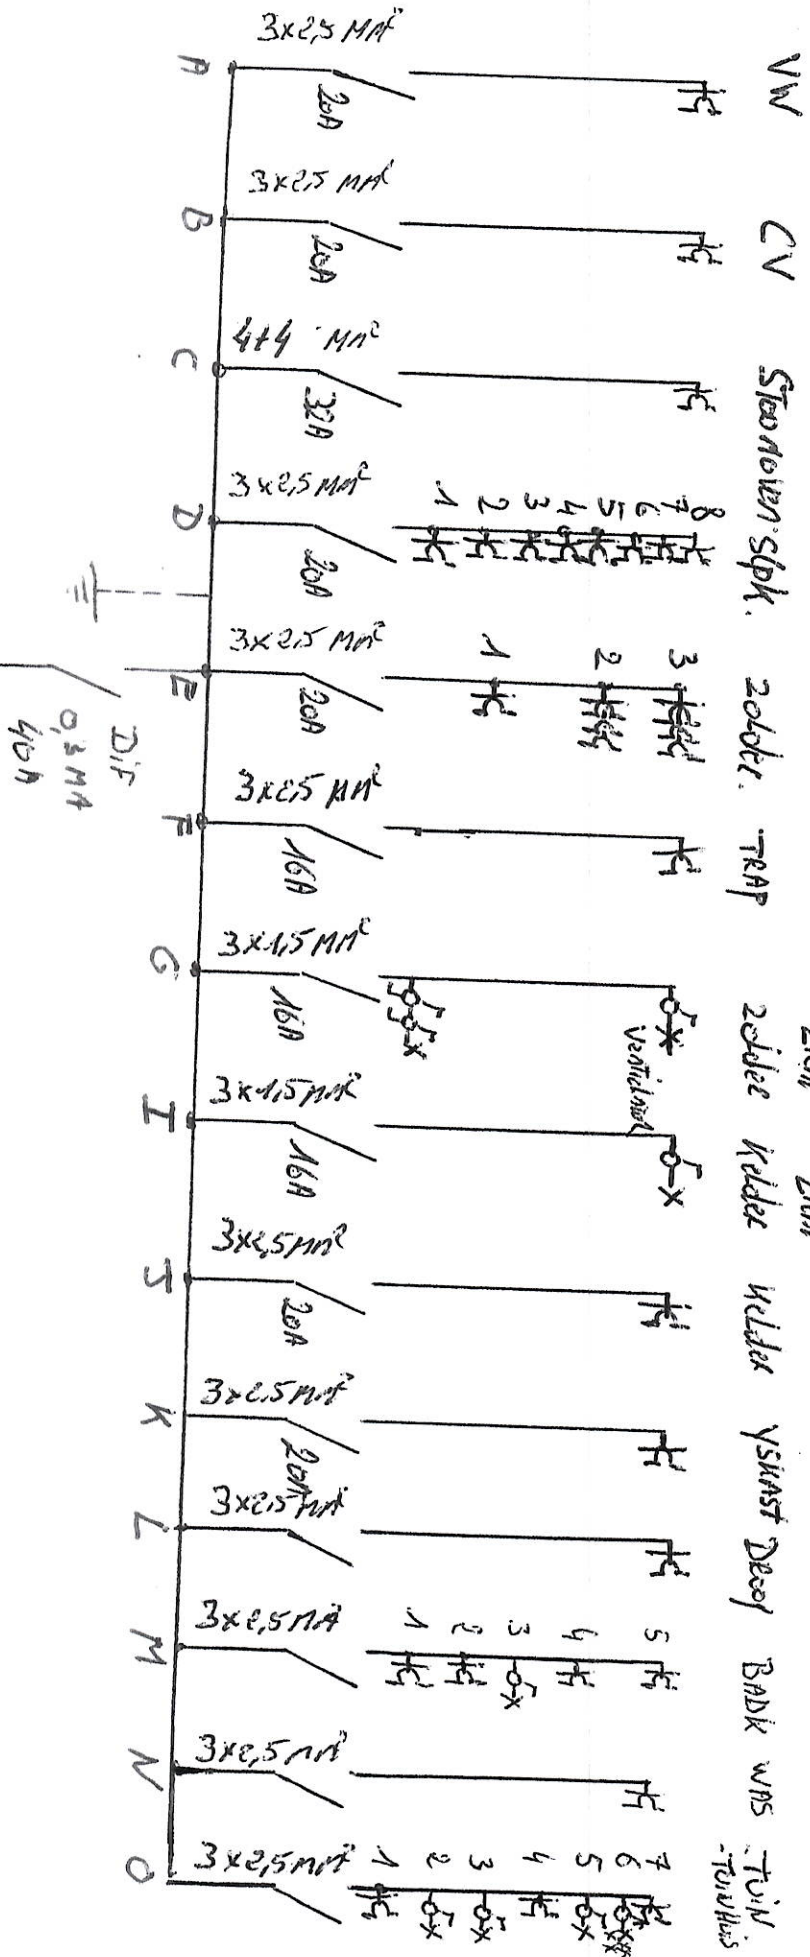 VW
CV
Stoomoven
Slpk.
Zolder.
TRAP
Zolder
Kelder
Kelder
YSKAST
Droog
BADK
WAS
-TUIN
-TUINHUIS
A
3x2,5 MM²
20A
B
3x2,5 MM²
20A
C
4+4 MM²
32A
D
3x2,5 MM²
20A
1 2 3 4 5 6 7 8
E
3x2,5 MM²
20A
1 2 3
Dif
0,3 MA
40A
F
3x2,5 MM²
16A
G
3x1,5 MM²
16A
I
3x1,5 MM²
16A
J
3x2,5 MM²
20A
K
3x2,5 MM²
20A
L
3x2,5 MM²
M
3x2,5 MM²
1 2 3 4 5
N
3x2,5 MM²
O
3x2,5 MM²
1 2 3 4 5 6 7